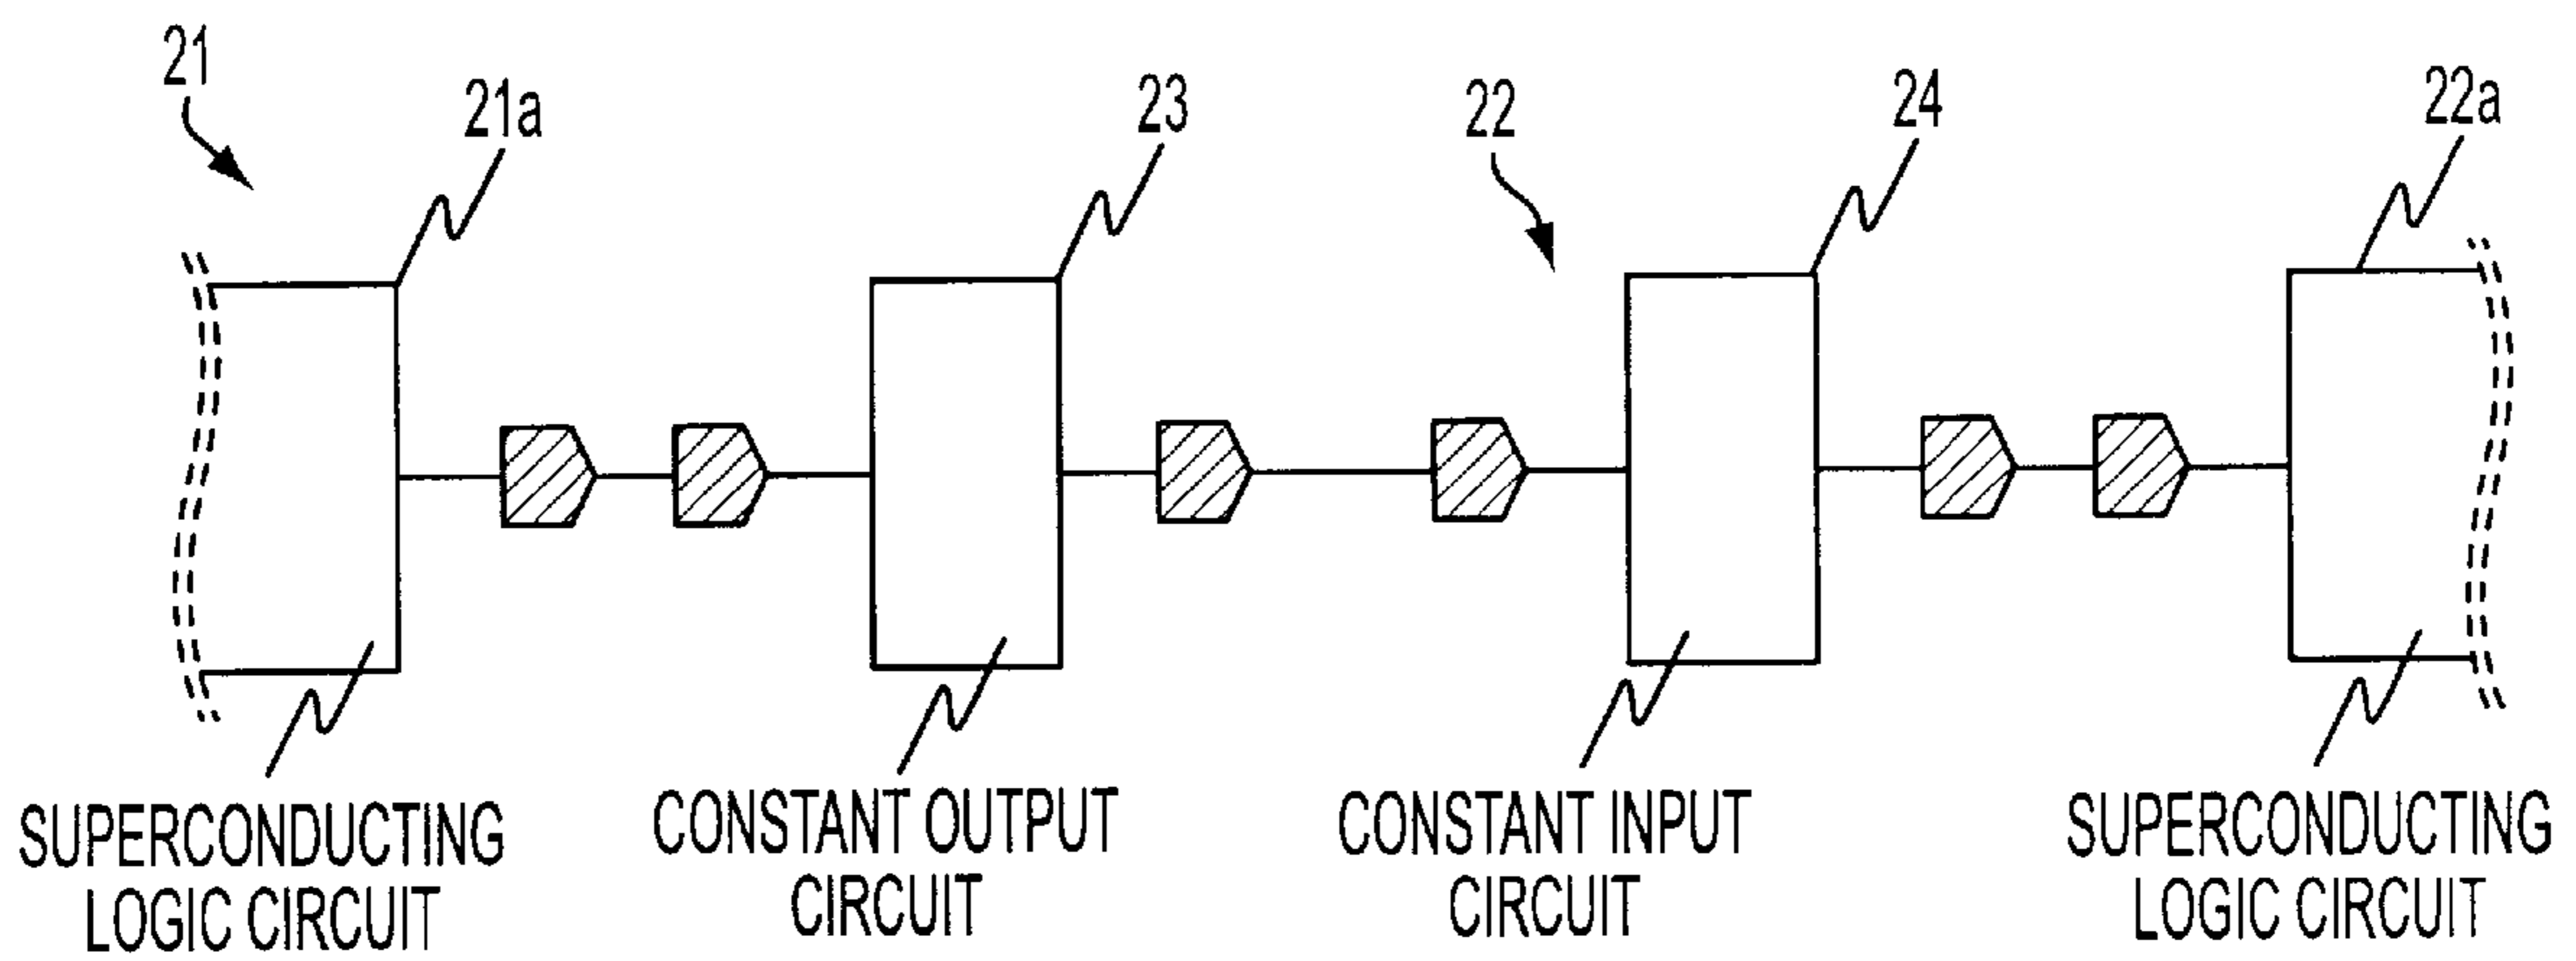 21
21a
23
22
24
22a
SUPERCONDUCTING
LOGIC CIRCUIT
CONSTANT OUTPUT
CIRCUIT
CONSTANT INPUT
CIRCUIT
SUPERCONDUCTING
LOGIC CIRCUIT